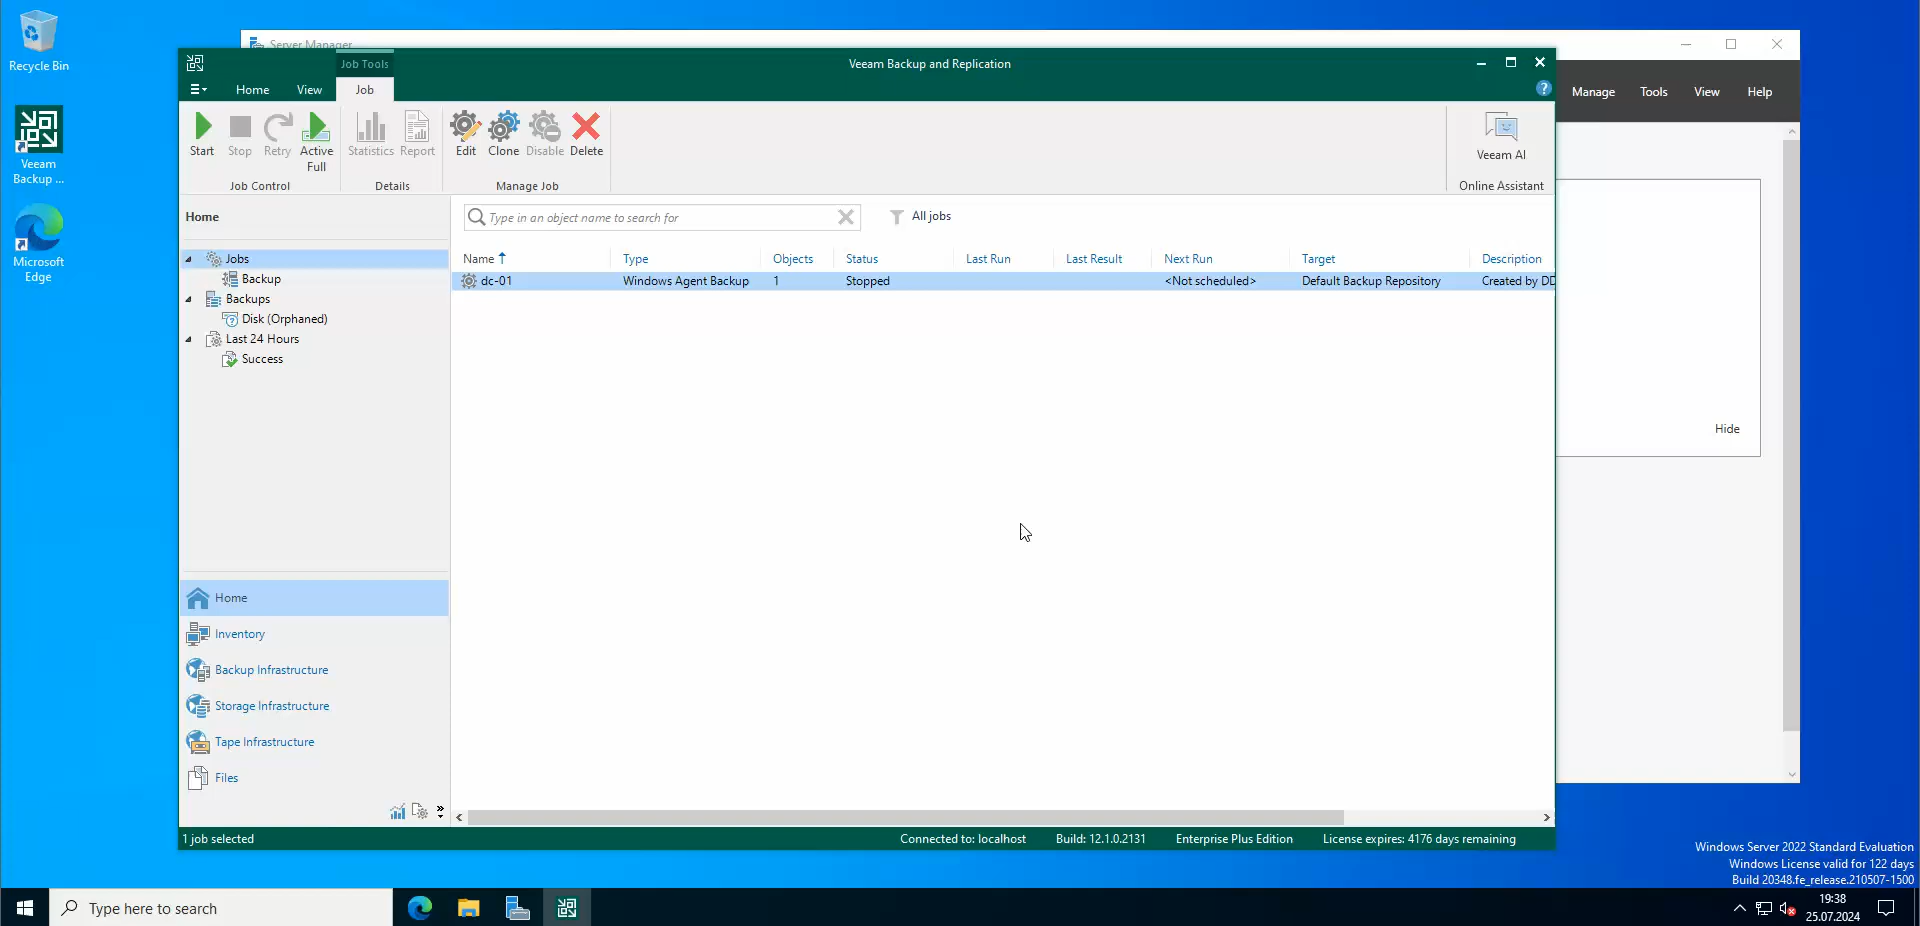 Recycle Bin
Veeam
Backup ...
Microsoft
Edge
Server Manager
Manage
Tools
View
Help
Hide
Job Tools
Veeam Backup and Replication
Home
View
Job
Start
Stop
Retry
Active
Full
Statistics
Report
Edit
Clone
Disable
Delete
Veeam AI
Job Control
Details
Manage Job
Online Assistant
Home
Type in an object name to search for
All jobs
Jobs
Backup
Backups
Disk (Orphaned)
Last 24 Hours
Success
Name
Type
Objects
Status
Last Run
Last Result
Next Run
Target
Description
dc-01
Windows Agent Backup
1
Stopped
<Not scheduled>
Default Backup Repository
Created by DD
Home
Inventory
Backup Infrastructure
Storage Infrastructure
Tape Infrastructure
Files
1 job selected
Connected to: localhost
Build: 12.1.0.2131
Enterprise Plus Edition
License expires: 4176 days remaining
Windows Server 2022 Standard Evaluation
Windows License valid for 122 days
Build 20348.fe_release.210507-1500
Type here to search
19:38
25.07.2024